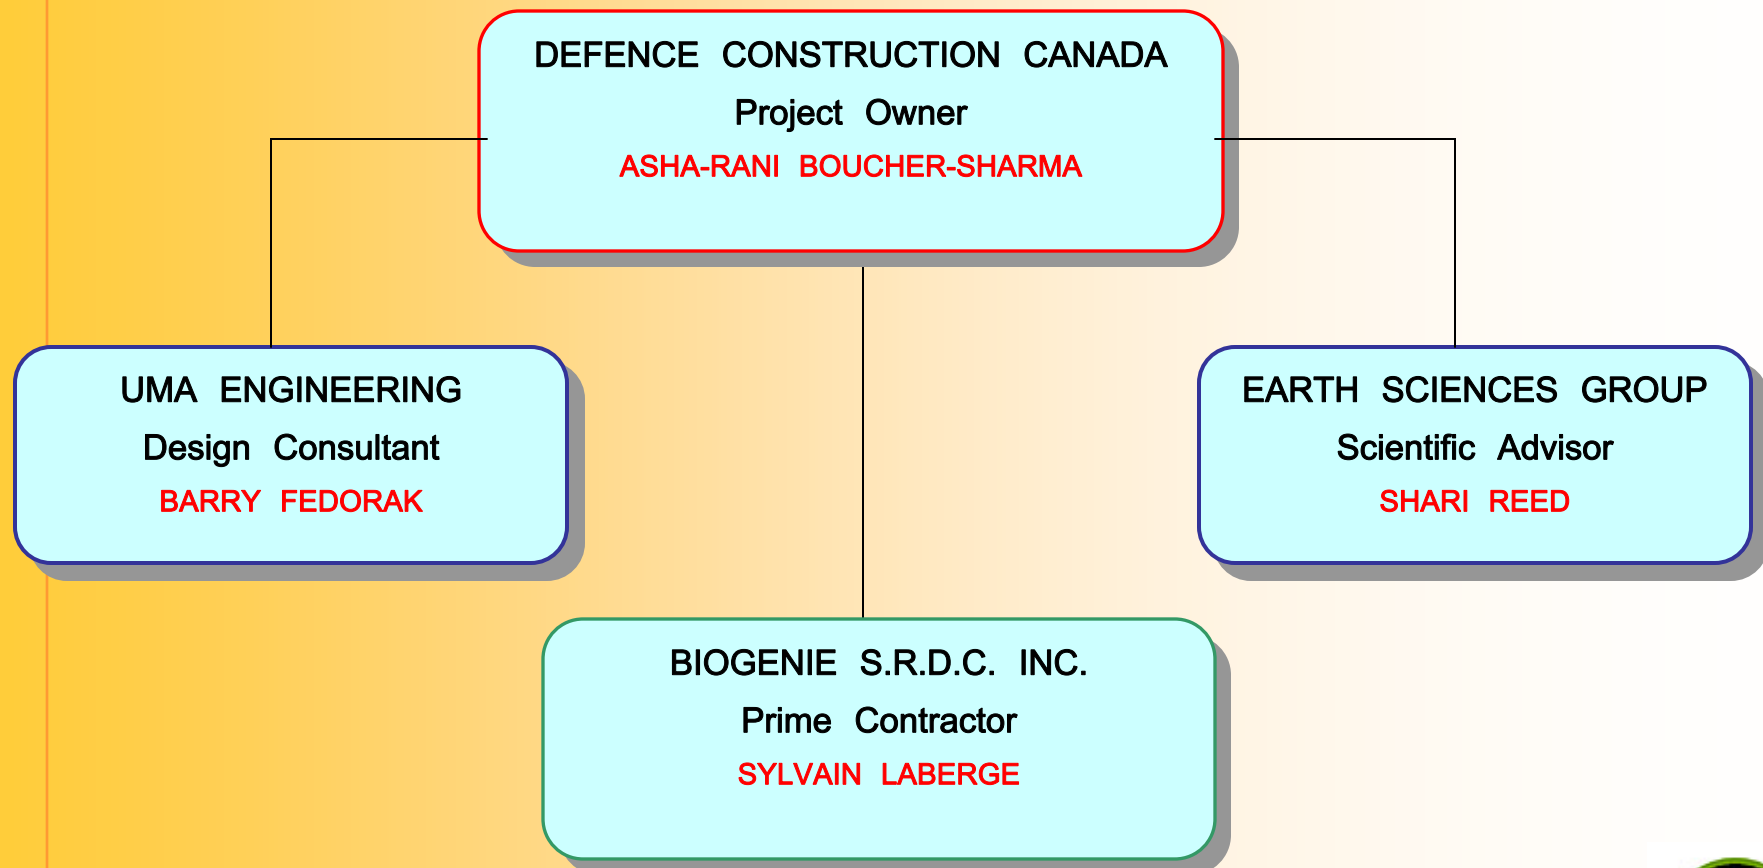 DEFENCE CONSTRUCTION CANADA
Project Owner
ASHA-RANI BOUCHER-SHARMA
UMA ENGINEERING
Design Consultant
BARRY FEDORAK
EARTH SCIENCES GROUP
Scientific Advisor
SHARI REED
BIOGENIE S.R.D.C. INC.
Prime Contractor
SYLVAIN LABERGE